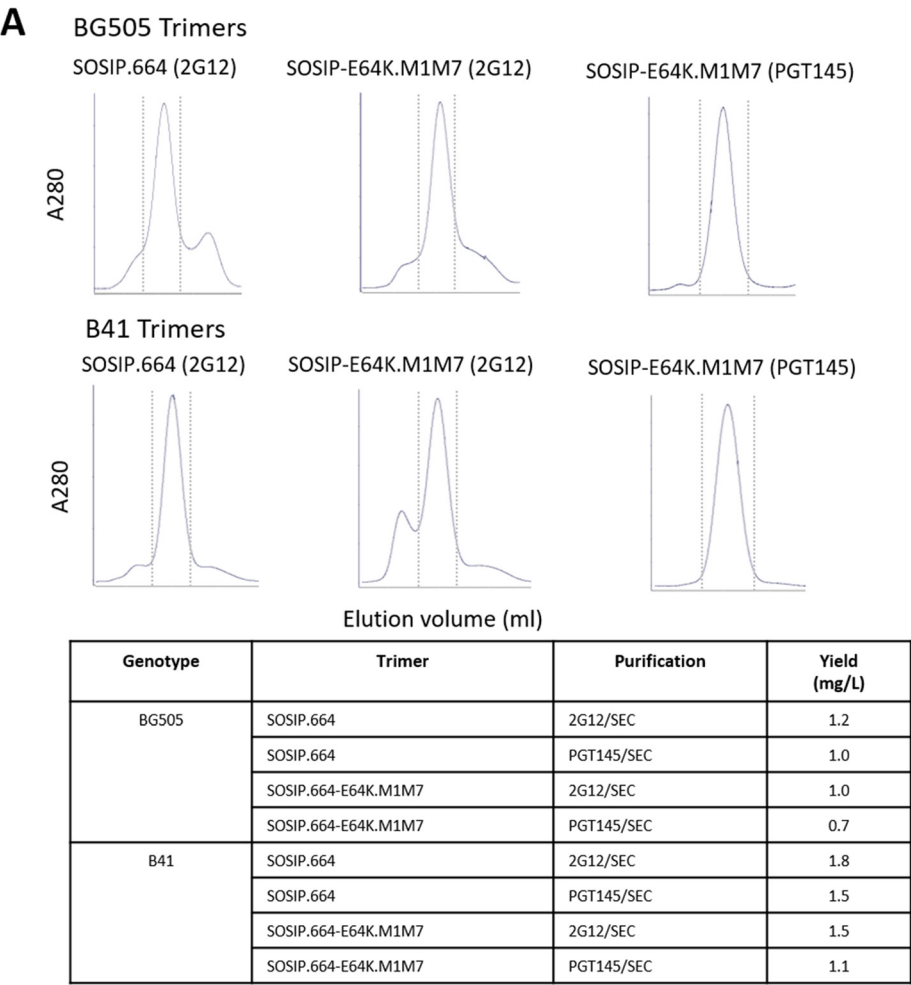 A
BG505 Trimers
SOSIP.664 (2G12)
SOSIP-E64K.M1M7 (2G12)
SOSIP-E64K.M1M7 (PGT145)
A280
B41 Trimers
SOSIP.664 (2G12)
SOSIP-E64K.M1M7 (2G12)
SOSIP-E64K.M1M7 (PGT145)
A280
Elution volume (ml)
Genotype Trimer Purification Yield (mg/L)
BG505 SOSIP.664 2G12/SEC 1.2
SOSIP.664 PGT145/SEC 1.0
SOSIP.664-E64K.M1M7 2G12/SEC 1.0
SOSIP.664-E64K.M1M7 PGT145/SEC 0.7
B41 SOSIP.664 2G12/SEC 1.8
SOSIP.664 PGT145/SEC 1.5
SOSIP.664-E64K.M1M7 2G12/SEC 1.5
SOSIP.664-E64K.M1M7 PGT145/SEC 1.1